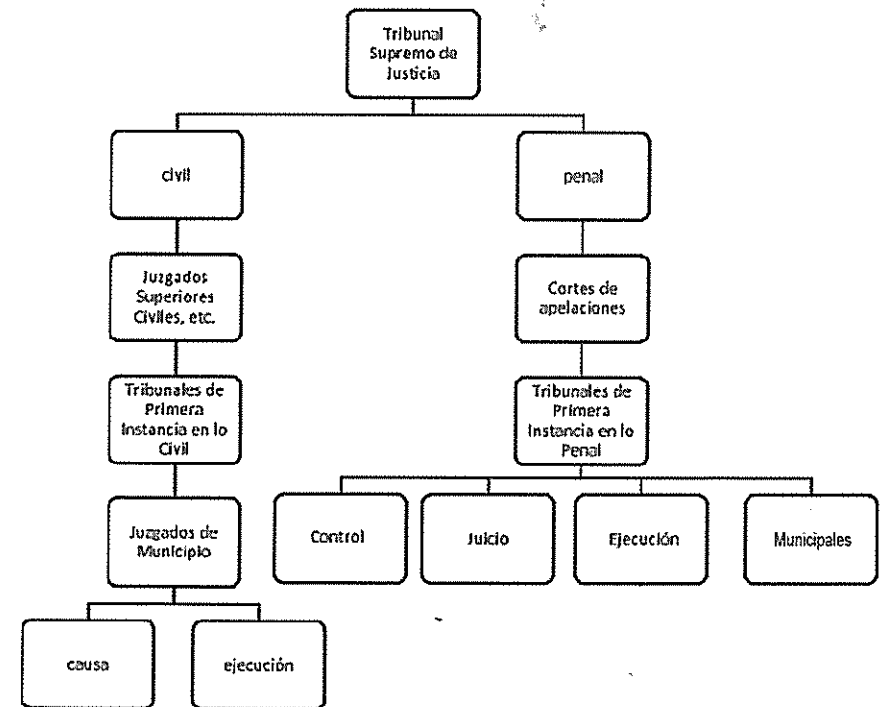 Tribunal
Supremo de
Justicia
civil
penal
Juzgados
Superiores
Civiles, etc.
Cortes de
apelaciones
Tribunales de
Primera
Instancia en lo
Civil
Tribunales de
Primera
Instancia en lo
Penal
Juzgados de
Municipio
Control
Juicio
Ejecución
Municipales
causa
ejecución